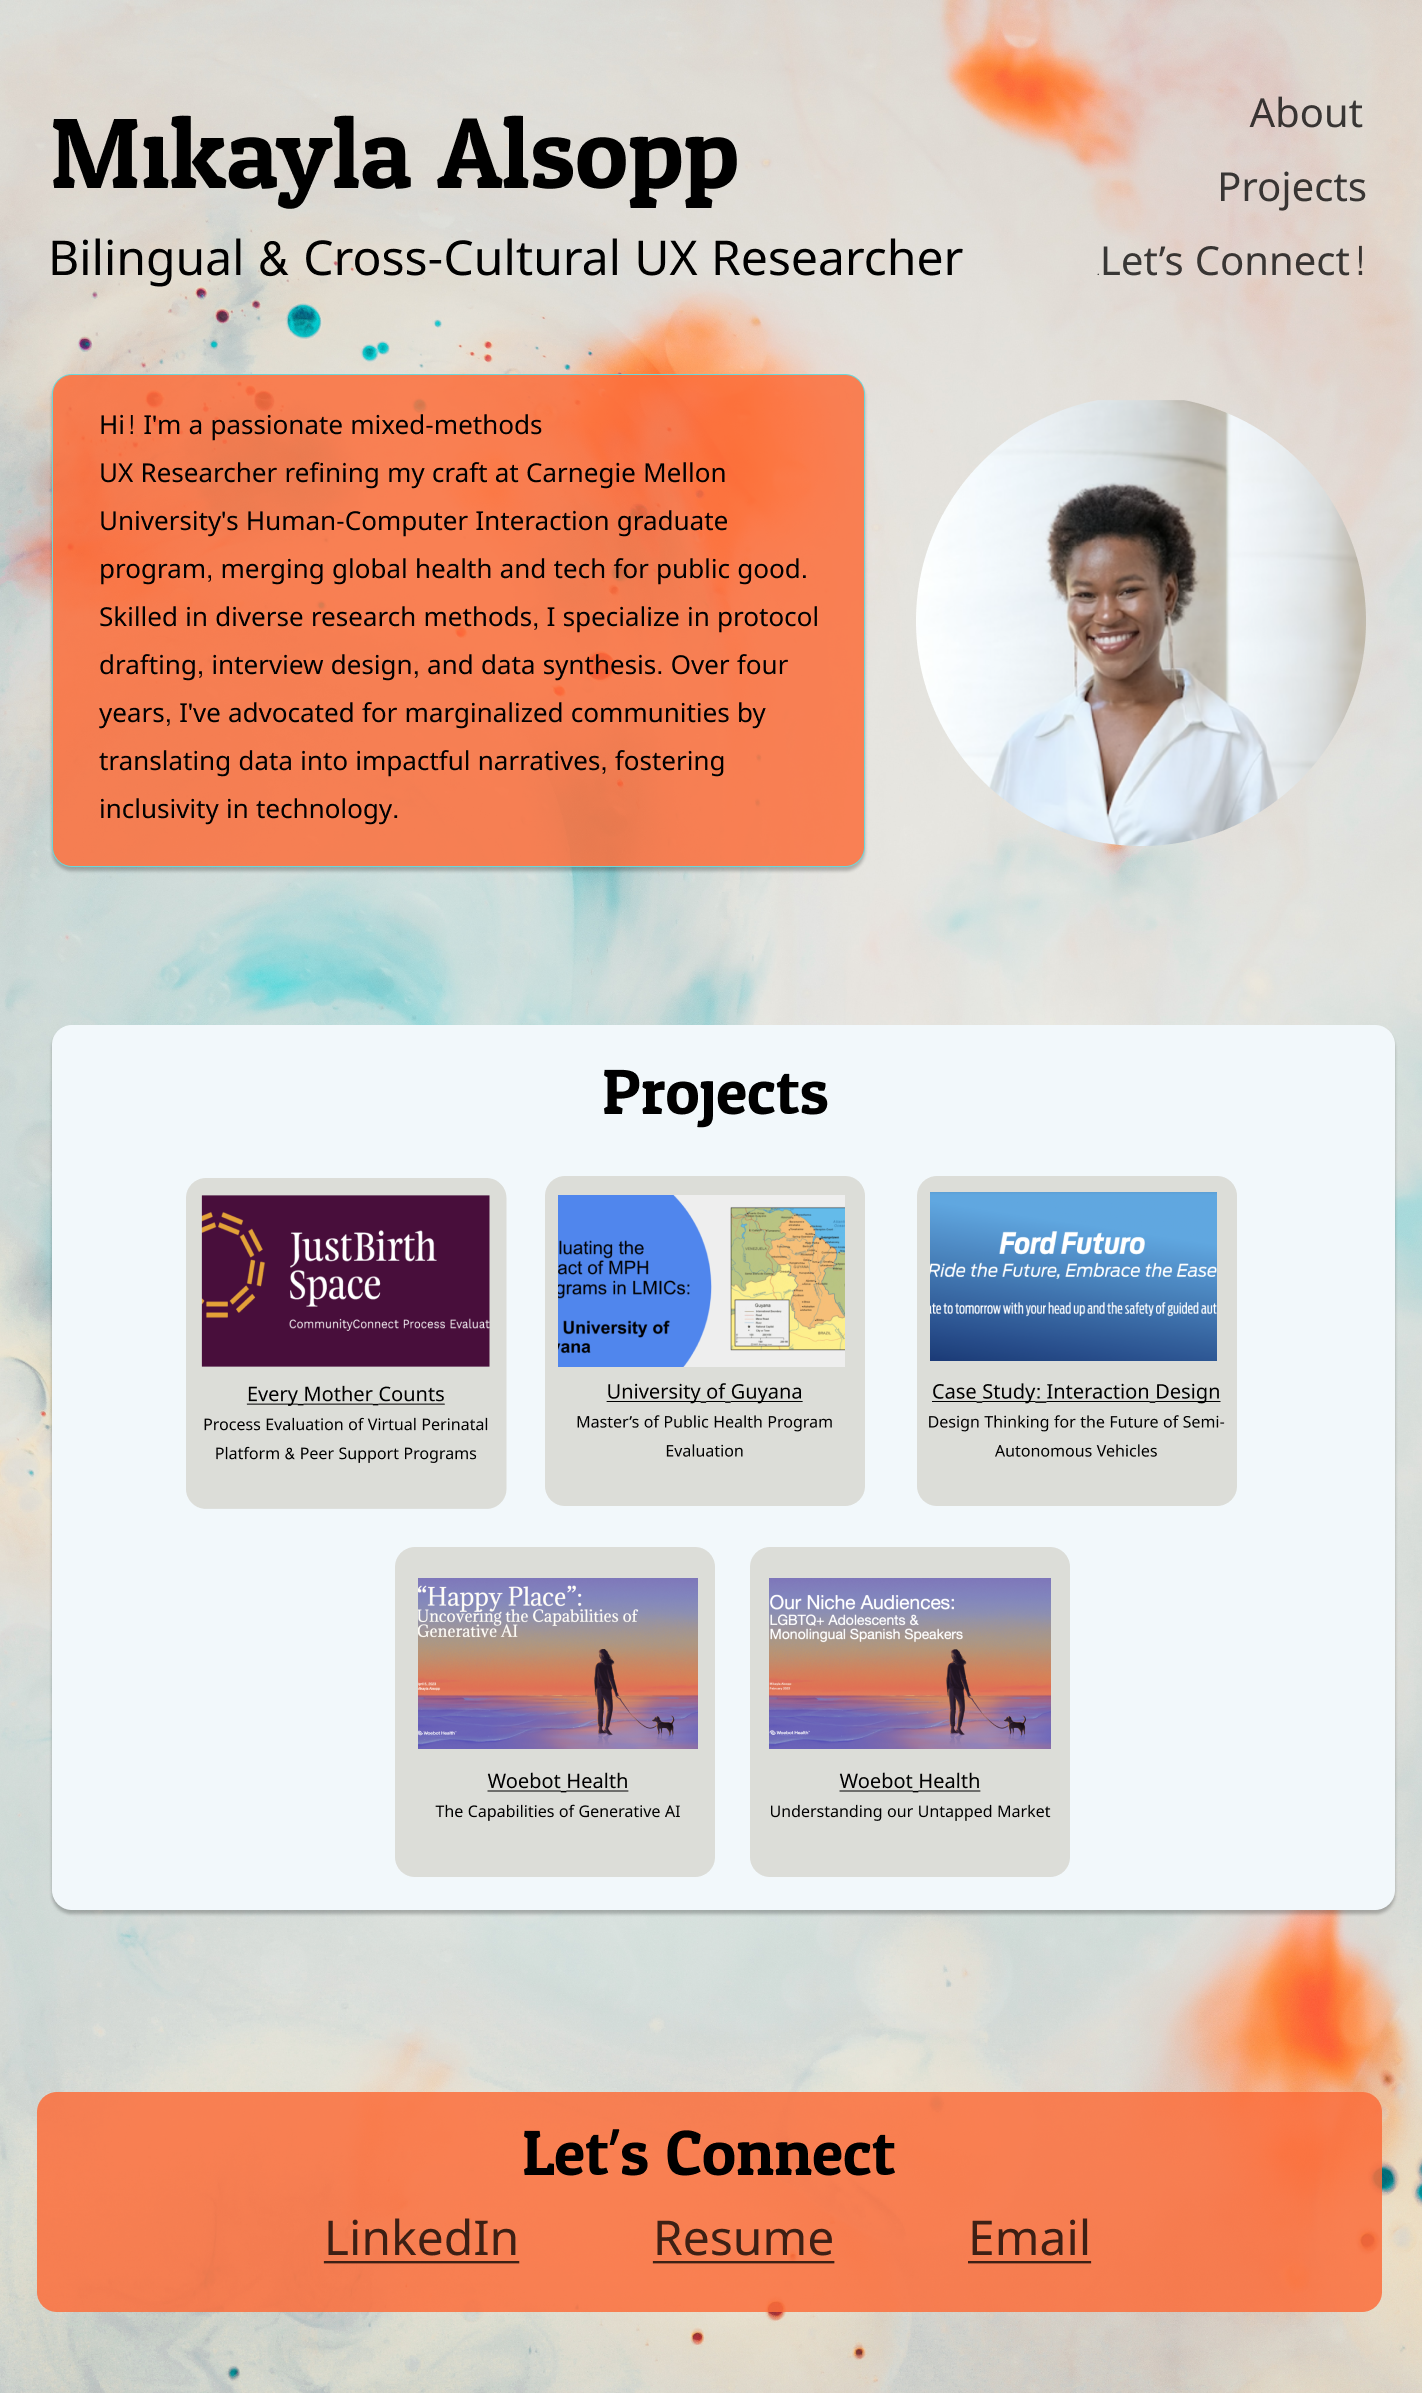 Mikayla Alsopp
Bilingual & Cross-Cultural UX Researcher
About
Projects
Let’s Connect!
Hi! I'm a passionate mixed-methods
UX Researcher refining my craft at Carnegie Mellon
University's Human-Computer Interaction graduate
program, merging global health and tech for public good.
Skilled in diverse research methods, I specialize in protocol
drafting, interview design, and data synthesis. Over four
years, I've advocated for marginalized communities by
translating data into impactful narratives, fostering
inclusivity in technology.
Projects
JustBirth
Space
CommunityConnect Process Evaluat
Every Mother Counts
Process Evaluation of Virtual Perinatal
Platform & Peer Support Programs
luating the
act of MPH
grams in LMICs:
University of
ana
Guyana
VENEZUELA
BRAZIL
University of Guyana
Master’s of Public Health Program
Evaluation
Ford Futuro
Ride the Future, Embrace the Ease
te to tomorrow with your head up and the safety of guided aut
Case Study: Interaction Design
Design Thinking for the Future of Semi-
Autonomous Vehicles
“Happy Place”:
Uncovering the Capabilities of
Generative AI
Woebot Health
Woebot Health
The Capabilities of Generative AI
Our Niche Audiences:
LGBTQ+ Adolescents &
Monolingual Spanish Speakers
Woebot Health
Woebot Health
Understanding our Untapped Market
Let’s Connect
LinkedIn
Resume
Email